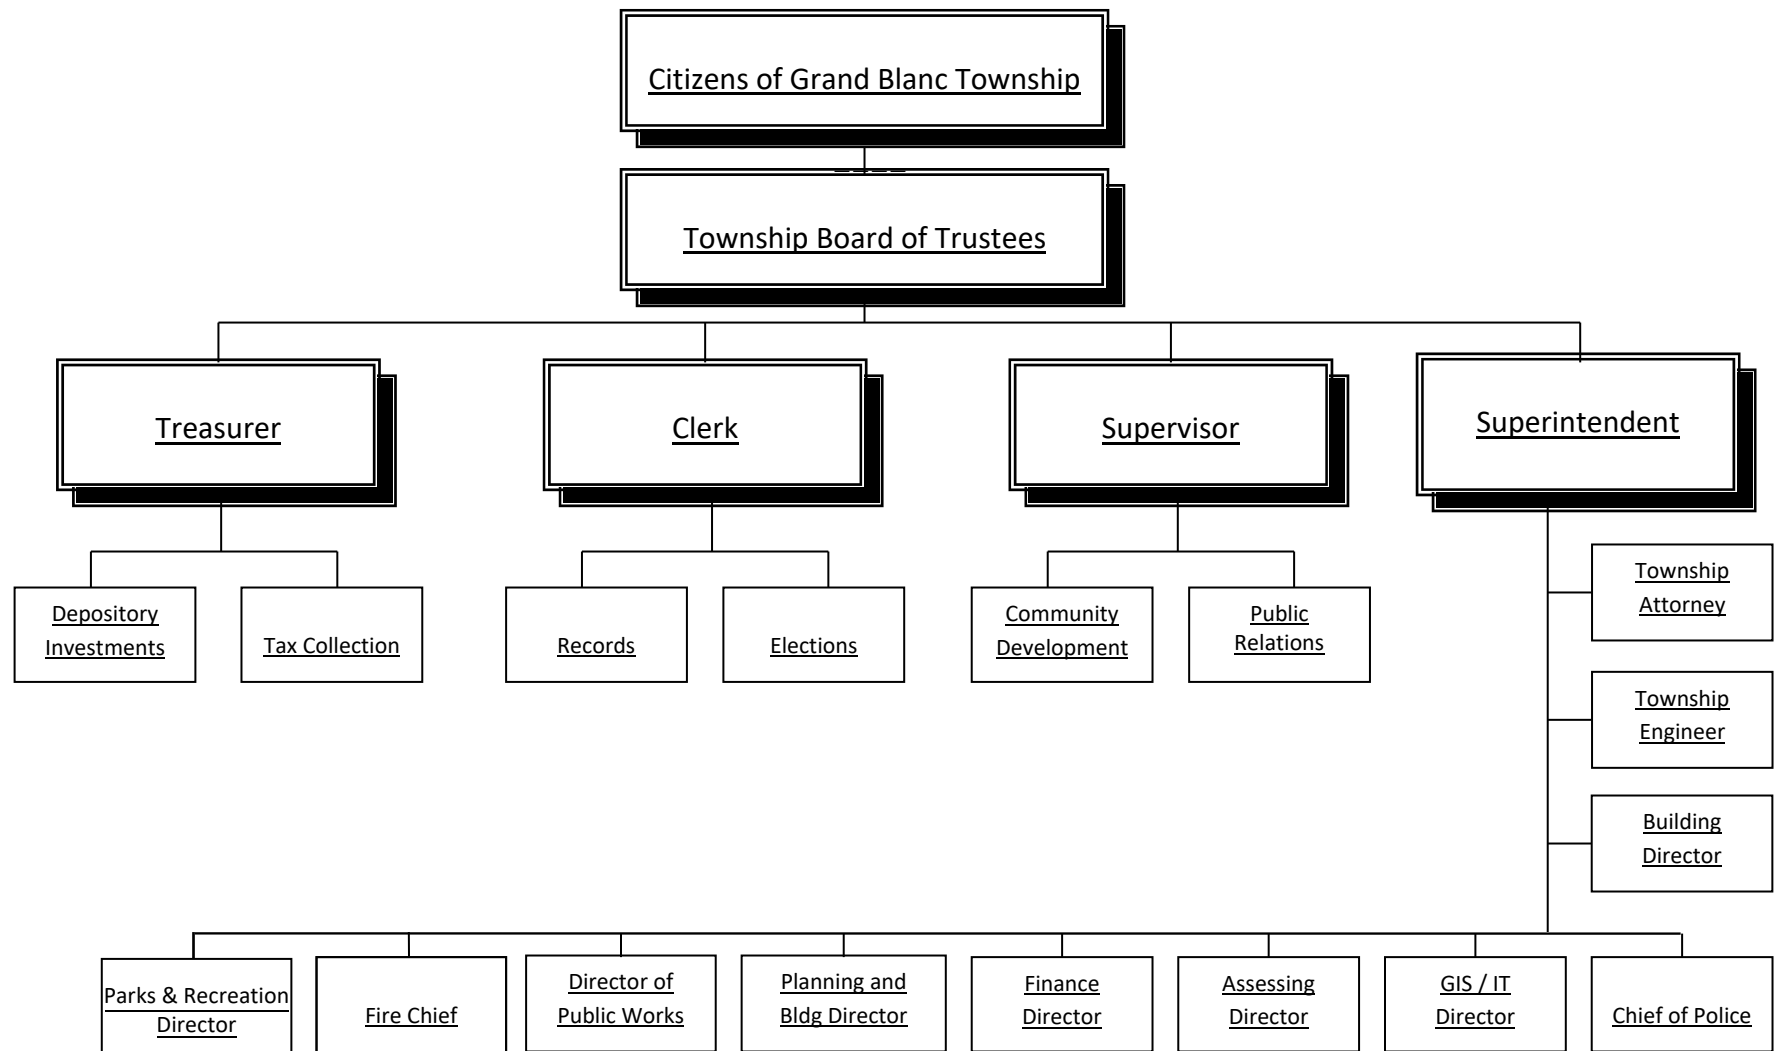 Citizens of Grand Blanc Township
Township Board of Trustees
Treasurer
Clerk
Supervisor
Superintendent
Depository
Investments
Tax Collection
Records
Elections
Community
Development
Public
Relations
Township
Attorney
Township
Engineer
Building
Director
Parks & Recreation
Director
Fire Chief
Director of
Public Works
Planning and
Bldg Director
Finance
Director
Assessing
Director
GIS / IT
Director
Chief of Police